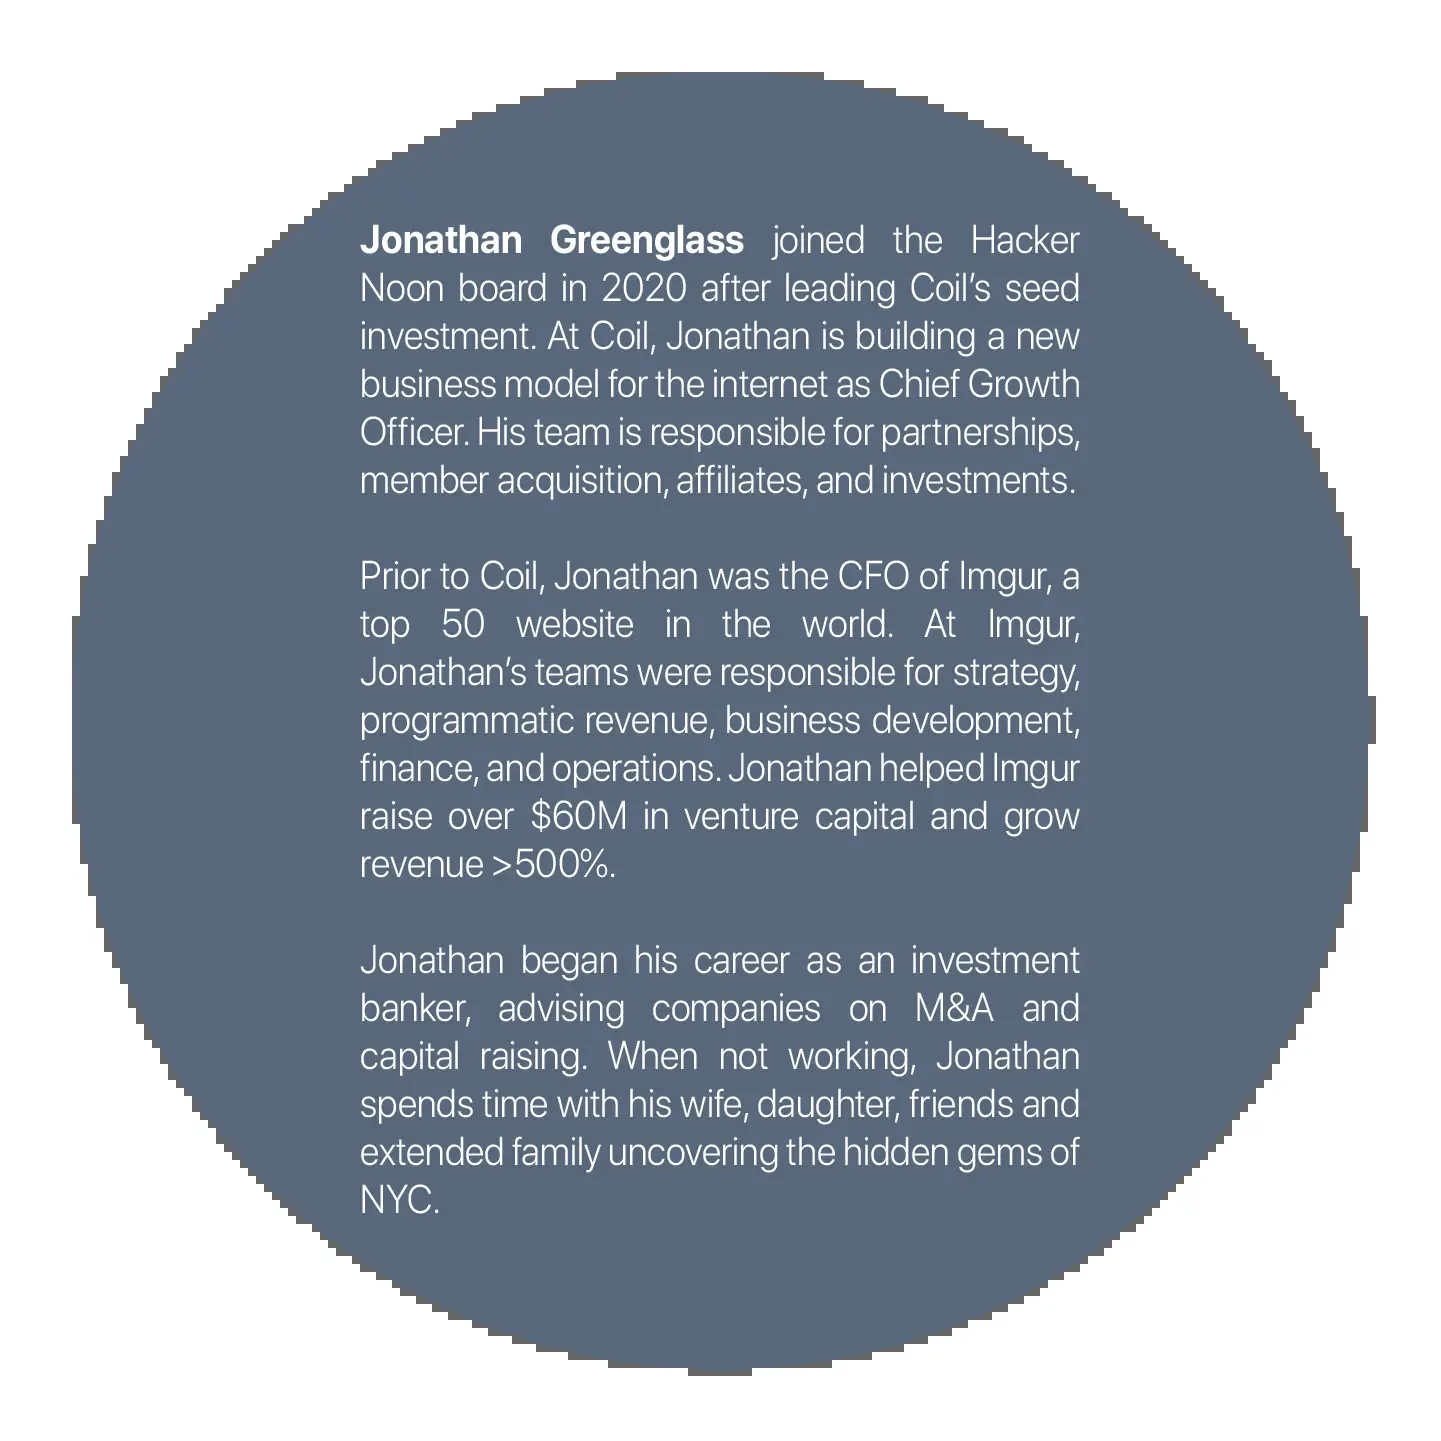 Jonathan Greenglass joined the Hacker
Noon board in 2020 after leading Coil’s seed
investment. At Coil, Jonathan is building a new
business model for the internet as Chief Growth
Officer. His team is responsible for partnerships,
member acquisition, affiliates, and investments.
Prior to Coil, Jonathan was the CFO of Imgur, a
top 50 website in the world. At Imgur,
Jonathan’s teams were responsible for strategy,
programmatic revenue, business development,
finance, and operations. Jonathan helped Imgur
raise over $60M in venture capital and grow
revenue >500%.
Jonathan began his career as an investment
banker, advising companies on M&A and
capital raising. When not working, Jonathan
spends time with his wife, daughter, friends and
extended family uncovering the hidden gems of
NYC.